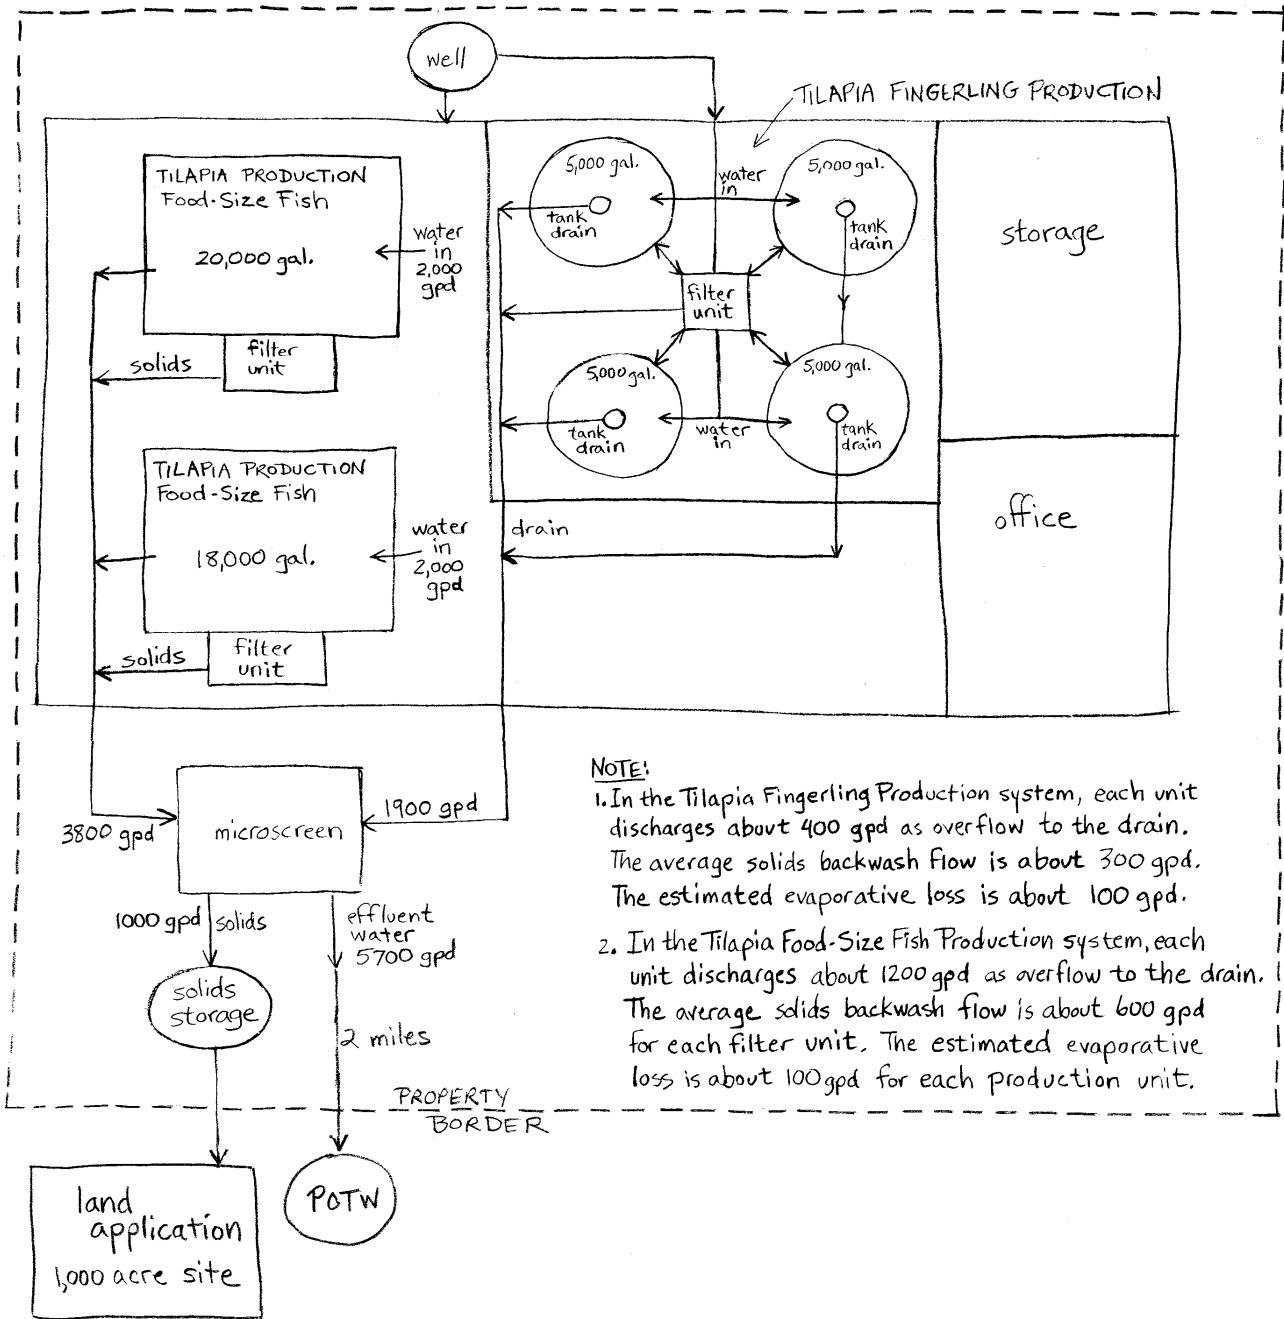 well
TILAPIA FINGERLING PRODUCTION
TILAPIA PRODUCTION
Food-Size Fish
20,000 gal.
water
in
2,000
gpd
solids
filter
unit
TILAPIA PRODUCTION
Food-Size Fish
18,000 gal.
water
in
2,000
gpd
solids
filter
unit
5,000 gal.
tank
drain
water
in
5,000 gal.
tank
drain
filter
unit
5,000 gal.
tank
drain
water
in
5,000 gal.
tank
drain
drain
storage
office
3800 gpd
microscreen
1900 gpd
1000 gpd
solids
effluent
water
5700 gpd
solids
storage
2 miles
PROPERTY
BORDER
land
application
1,000 acre site
POTW
NOTE:
1. In the Tilapia Fingerling Production system, each unit
discharges about 400 gpd as overflow to the drain.
The average solids backwash flow is about 300 gpd.
The estimated evaporative loss is about 100 gpd.
2. In the Tilapia Food-Size Fish Production system, each
unit discharges about 1200 gpd as overflow to the drain.
The average solids backwash flow is about 600 gpd
for each filter unit. The estimated evaporative
loss is about 100 gpd for each production unit.